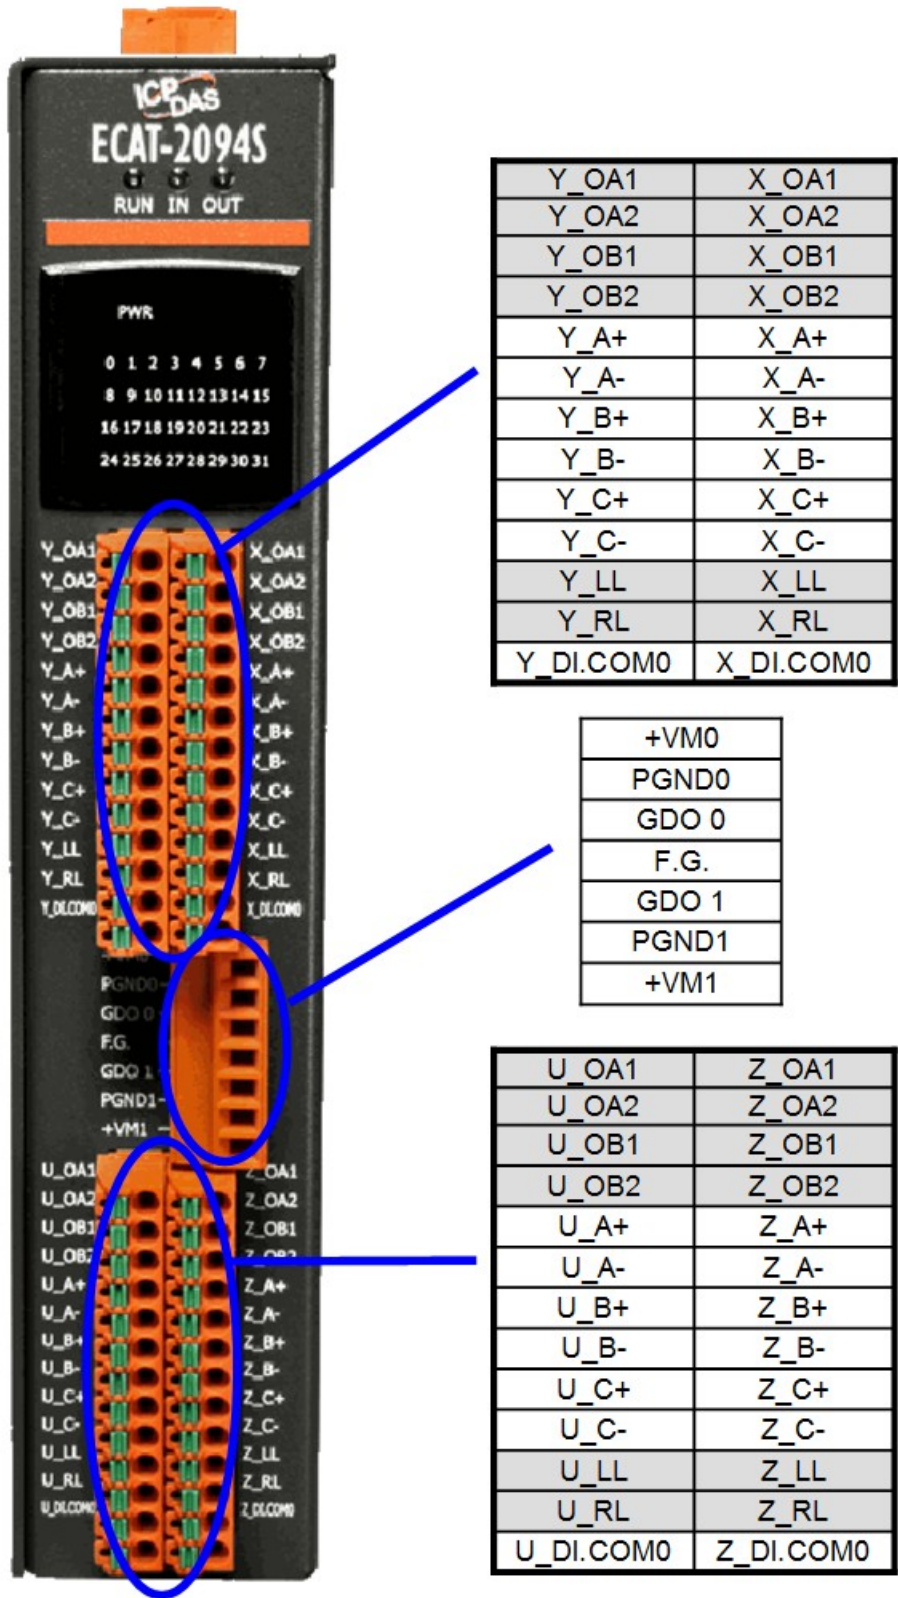 ICP DAS
ECAT-2094S
RUN IN OUT
PWR
0 1 2 3 4 5 6 7
8 9 10 11 12 13 14 15
16 17 18 19 20 21 22 23
24 25 26 27 28 29 30 31
Y_OA1 X_OA1
Y_OA2 X_OA2
Y_OB1 X_OB1
Y_OB2 X_OB2
Y_A+ X_A+
Y_A- X_A-
Y_B+ X_B+
Y_B- X_B-
Y_C+ X_C+
Y_C- X_C-
Y_LL X_LL
Y_RL X_RL
Y_DI.COM0 X_DI.COM0
PGND0
GDO 0
F.G.
GDO 1
PGND1
+VM1
U_OA1 Z_OA1
U_OA2 Z_OA2
U_OB1 Z_OB1
U_OB2 Z_OB2
U_A+ Z_A+
U_A- Z_A-
U_B+ Z_B+
U_B- Z_B-
U_C+ Z_C+
U_C- Z_C-
U_LL Z_LL
U_RL Z_RL
U_DI.COM0 Z_DI.COM0
Y_OA1 X_OA1
Y_OA2 X_OA2
Y_OB1 X_OB1
Y_OB2 X_OB2
Y_A+ X_A+
Y_A- X_A-
Y_B+ X_B+
Y_B- X_B-
Y_C+ X_C+
Y_C- X_C-
Y_LL X_LL
Y_RL X_RL
Y_DI.COM0 X_DI.COM0
+VM0
PGND0
GDO 0
F.G.
GDO 1
PGND1
+VM1
U_OA1 Z_OA1
U_OA2 Z_OA2
U_OB1 Z_OB1
U_OB2 Z_OB2
U_A+ Z_A+
U_A- Z_A-
U_B+ Z_B+
U_B- Z_B-
U_C+ Z_C+
U_C- Z_C-
U_LL Z_LL
U_RL Z_RL
U_DI.COM0 Z_DI.COM0